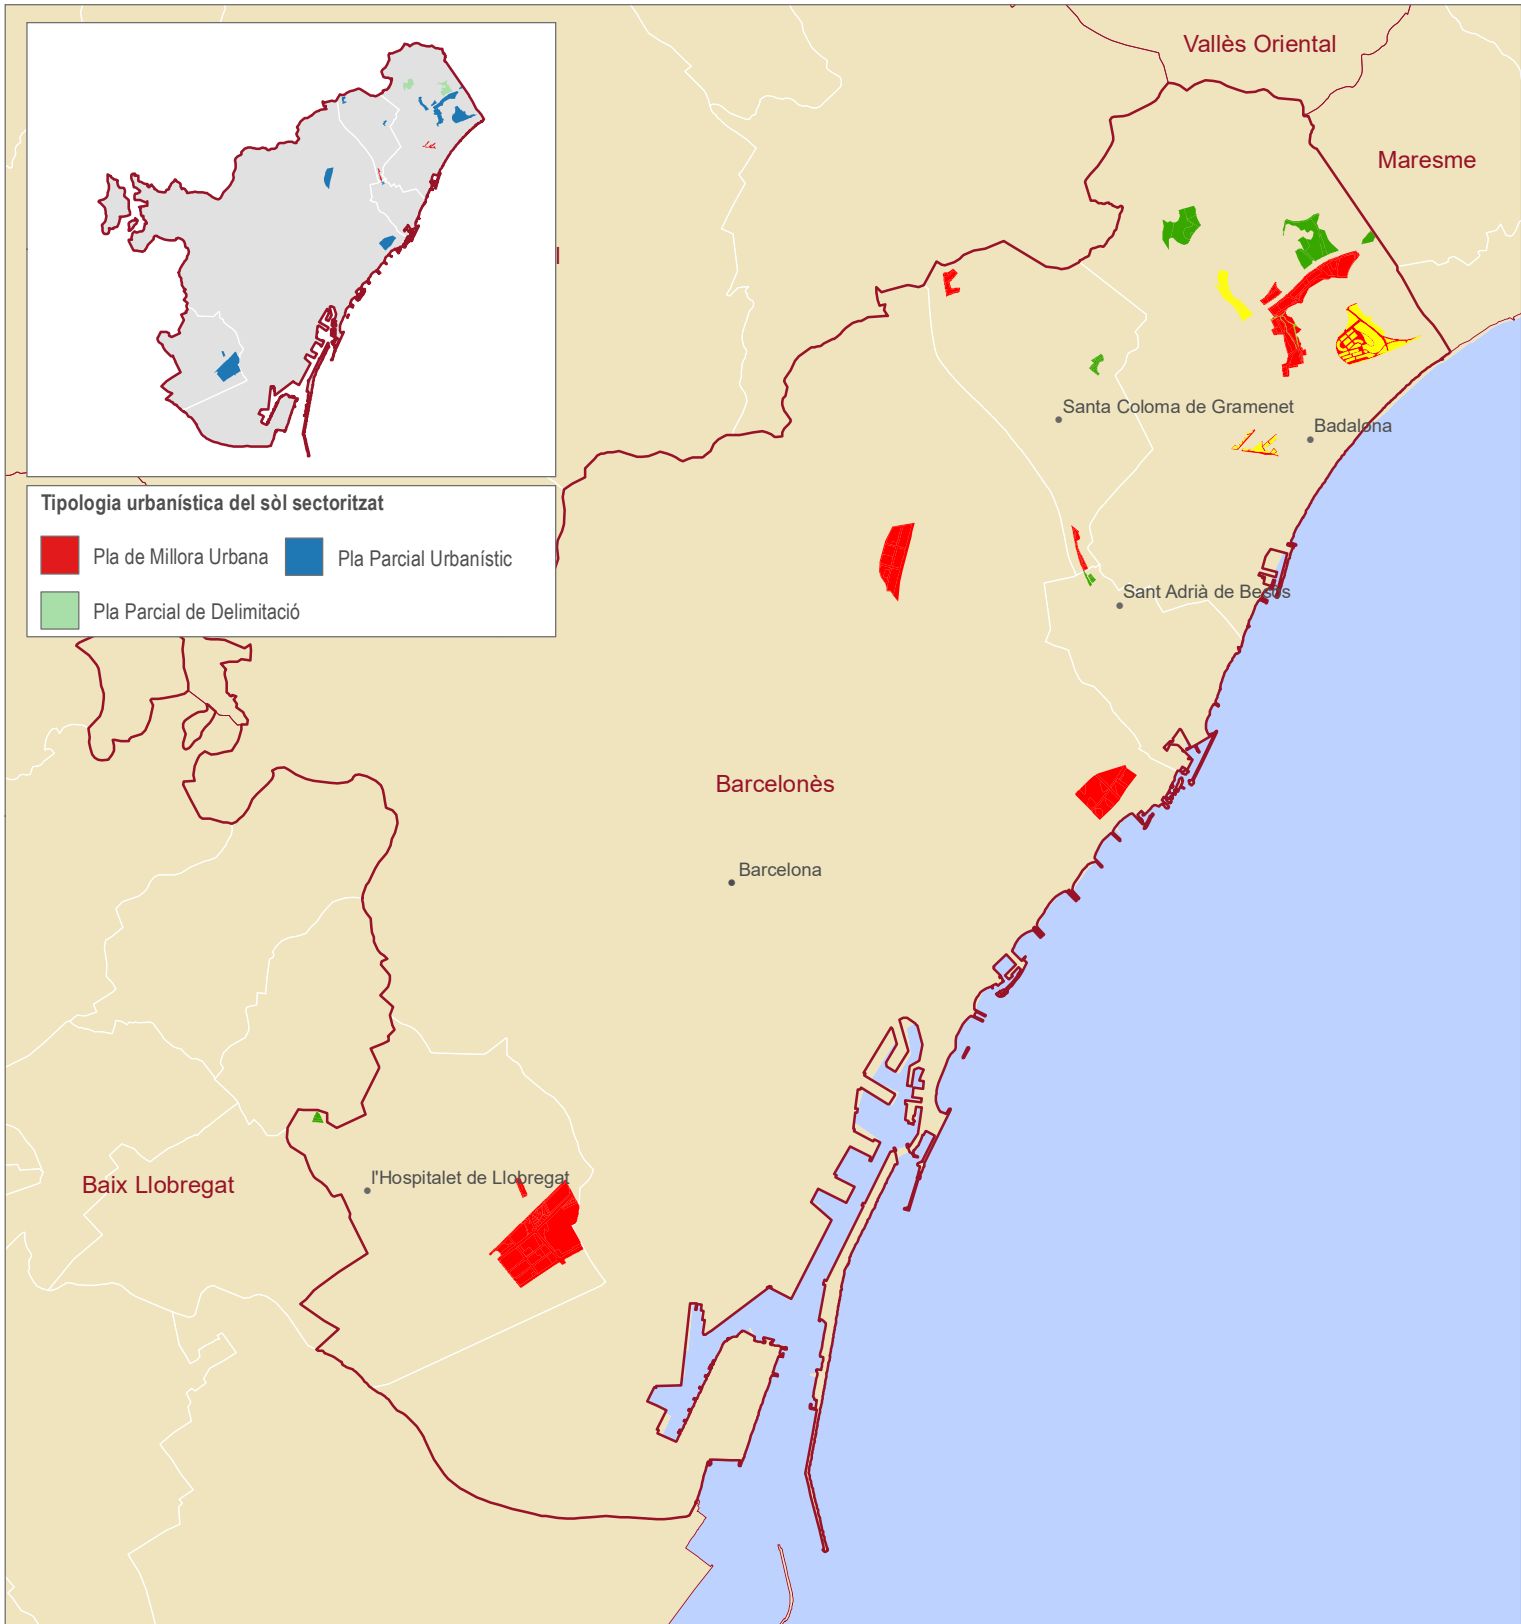 Vallès Oriental
Maresme
Tipologia urbanística del sòl sectoritzat
Pla de Millora Urbana
Pla Parcial Urbanístic
Pla Parcial de Delimitació
Santa Coloma de Gramenet
Badalona
Sant Adrià de Besòs
Barcelonès
Barcelona
l'Hospitalet de Llobregat
Baix Llobregat